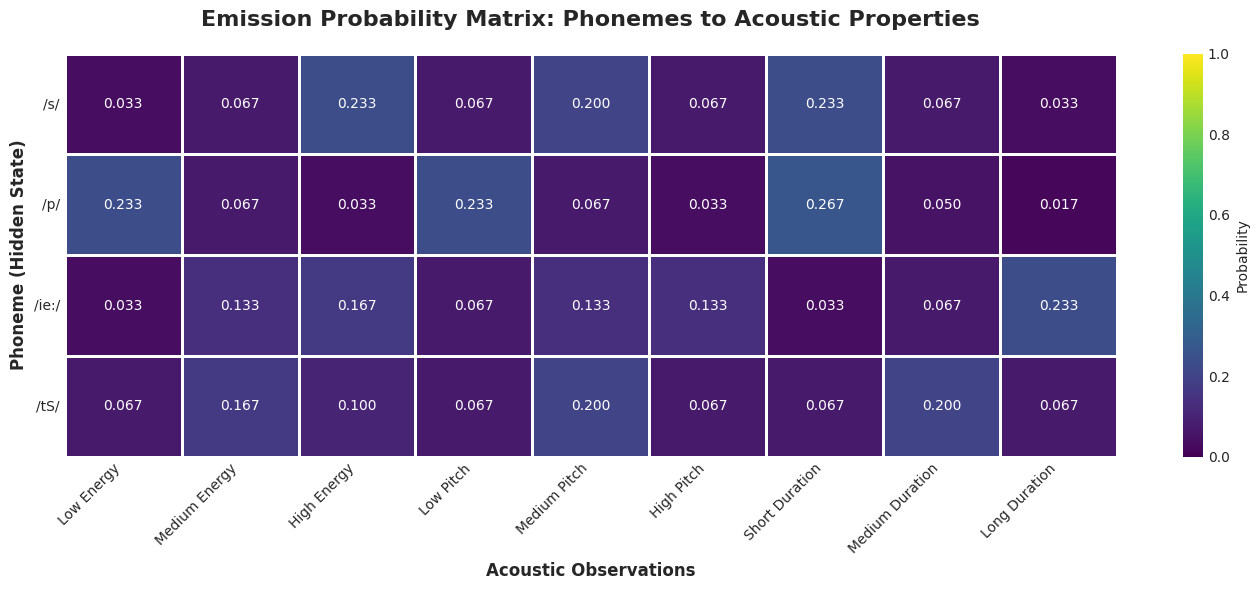 Emission Probability Matrix: Phonemes to Acoustic Properties
/s/ 0.033 0.067 0.233 0.067 0.200 0.067 0.233 0.067 0.033
/p/ 0.233 0.067 0.033 0.233 0.067 0.033 0.267 0.050 0.017
/ie:/ 0.033 0.133 0.167 0.067 0.133 0.133 0.033 0.067 0.233
/tS/ 0.067 0.167 0.100 0.067 0.200 0.067 0.067 0.200 0.067
Phoneme (Hidden State)
Low Energy
Medium Energy
High Energy
Low Pitch
Medium Pitch
High Pitch
Short Duration
Medium Duration
Long Duration
Acoustic Observations
1.0
0.8
0.6
0.4
0.2
0.0
Probability